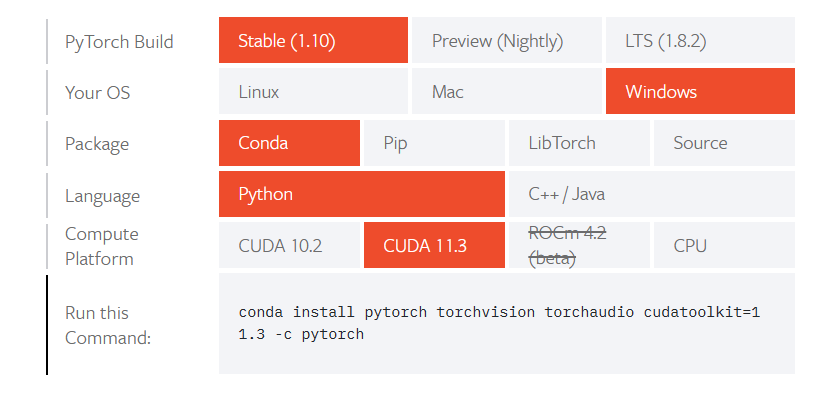 PyTorch Build Stable (1.10) Preview (Nightly) LTS (1.8.2)
Your OS Linux Mac Windows
Package Conda Pip LibTorch Source
Language Python C++ / Java
Compute
Platform
CUDA 10.2 CUDA 11.3
ROCm 4.2
(beta)
CPU
Run this
Command:
conda install pytorch torchvision torchaudio cudatoolkit=1
1.3 -c pytorch